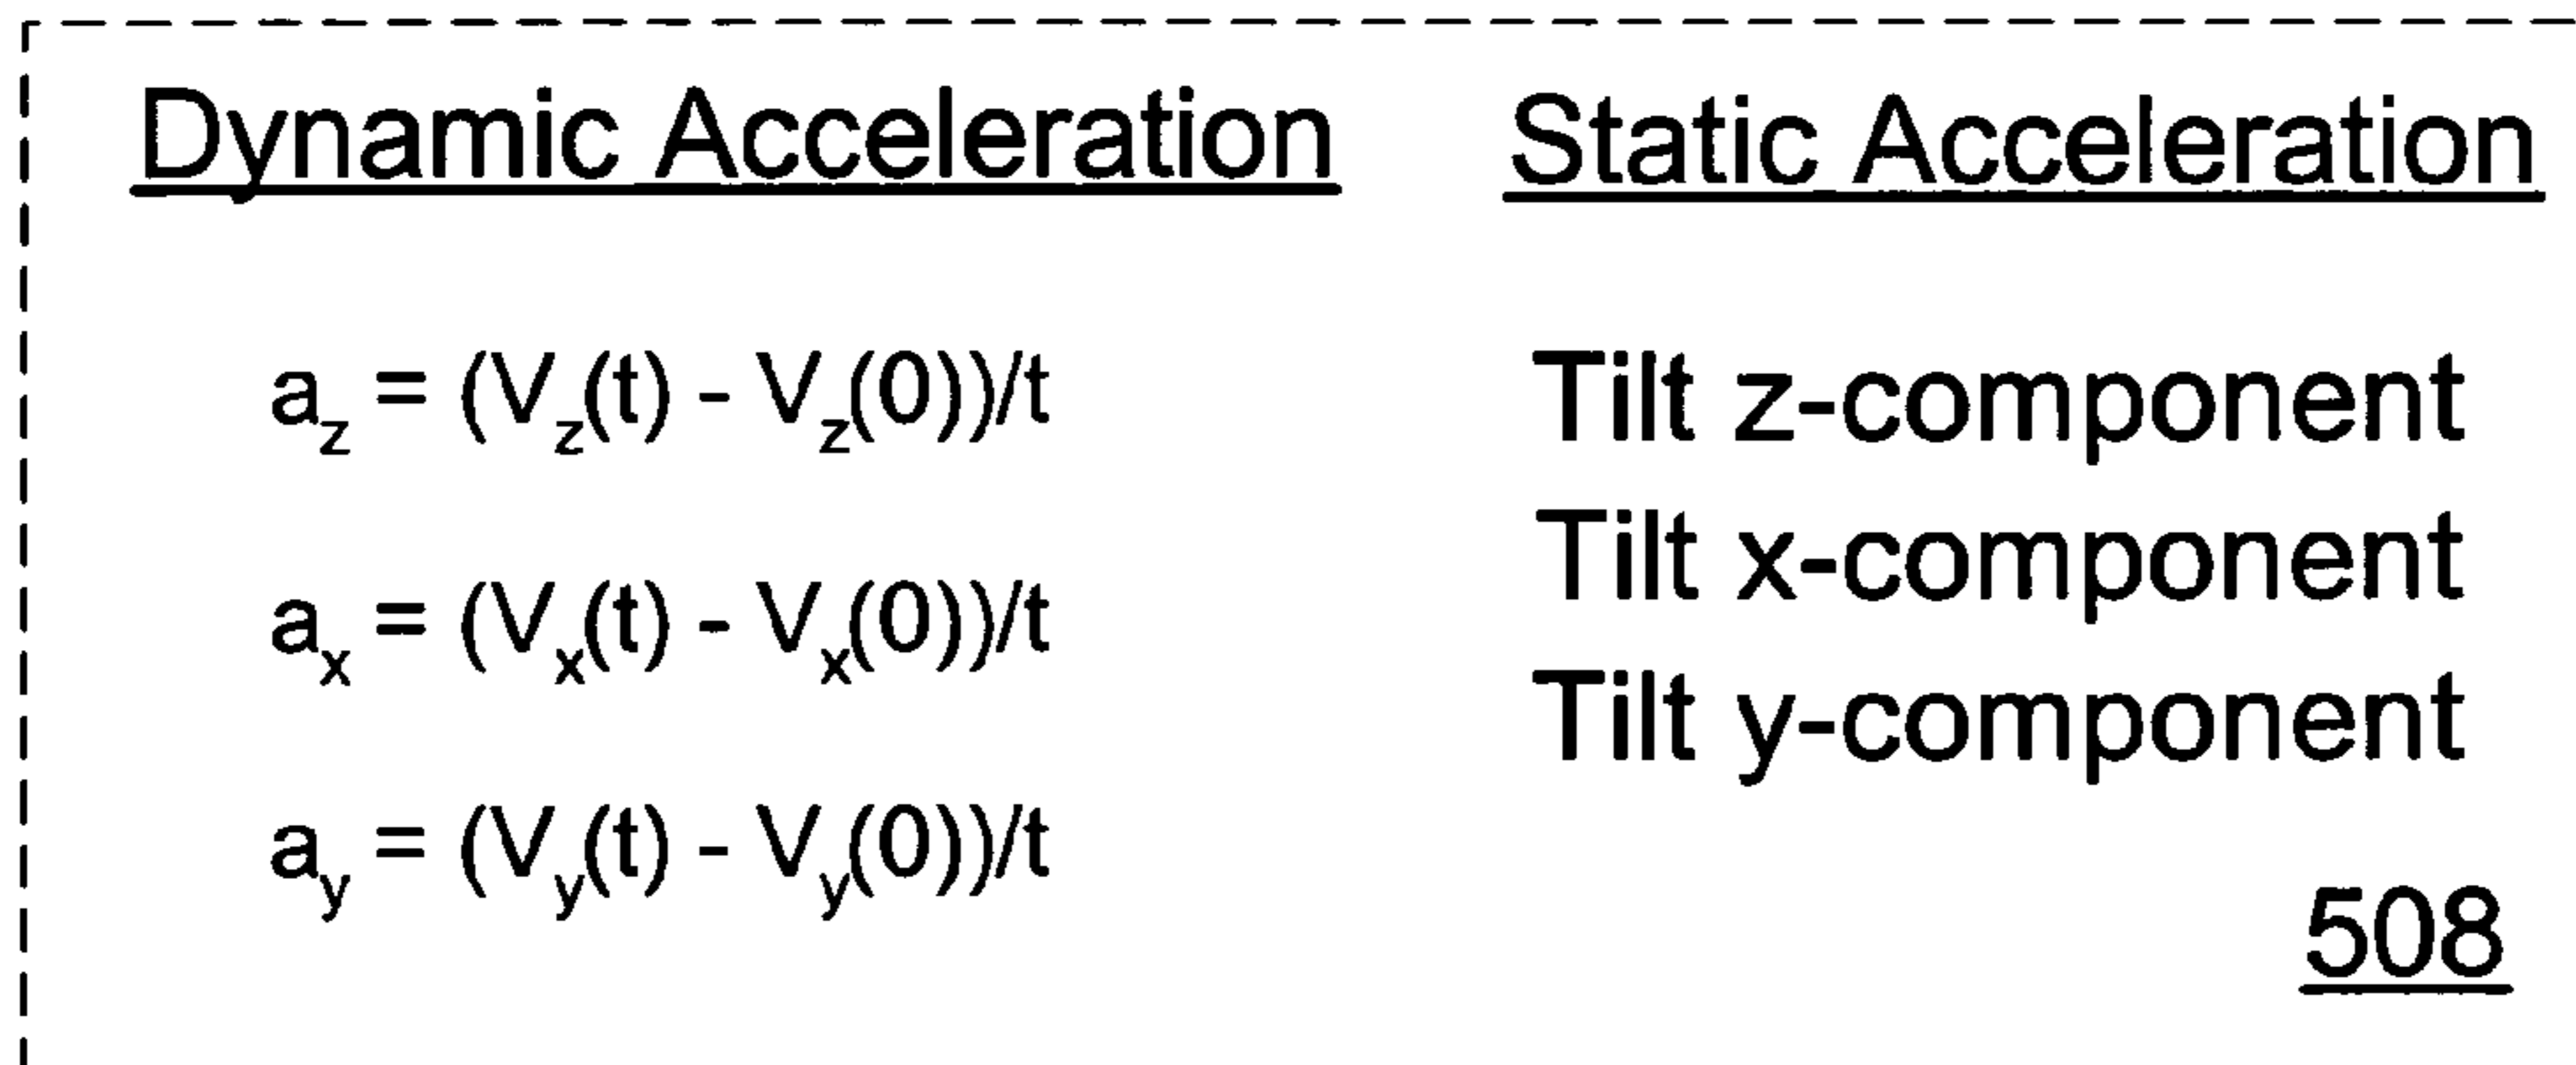 Dynamic Acceleration
a_z = (V_z(t) - V_z(0))/t
a_x = (V_x(t) - V_x(0))/t
a_y = (V_y(t) - V_y(0))/t
Static Acceleration
Tilt z-component
Tilt x-component
Tilt y-component
508